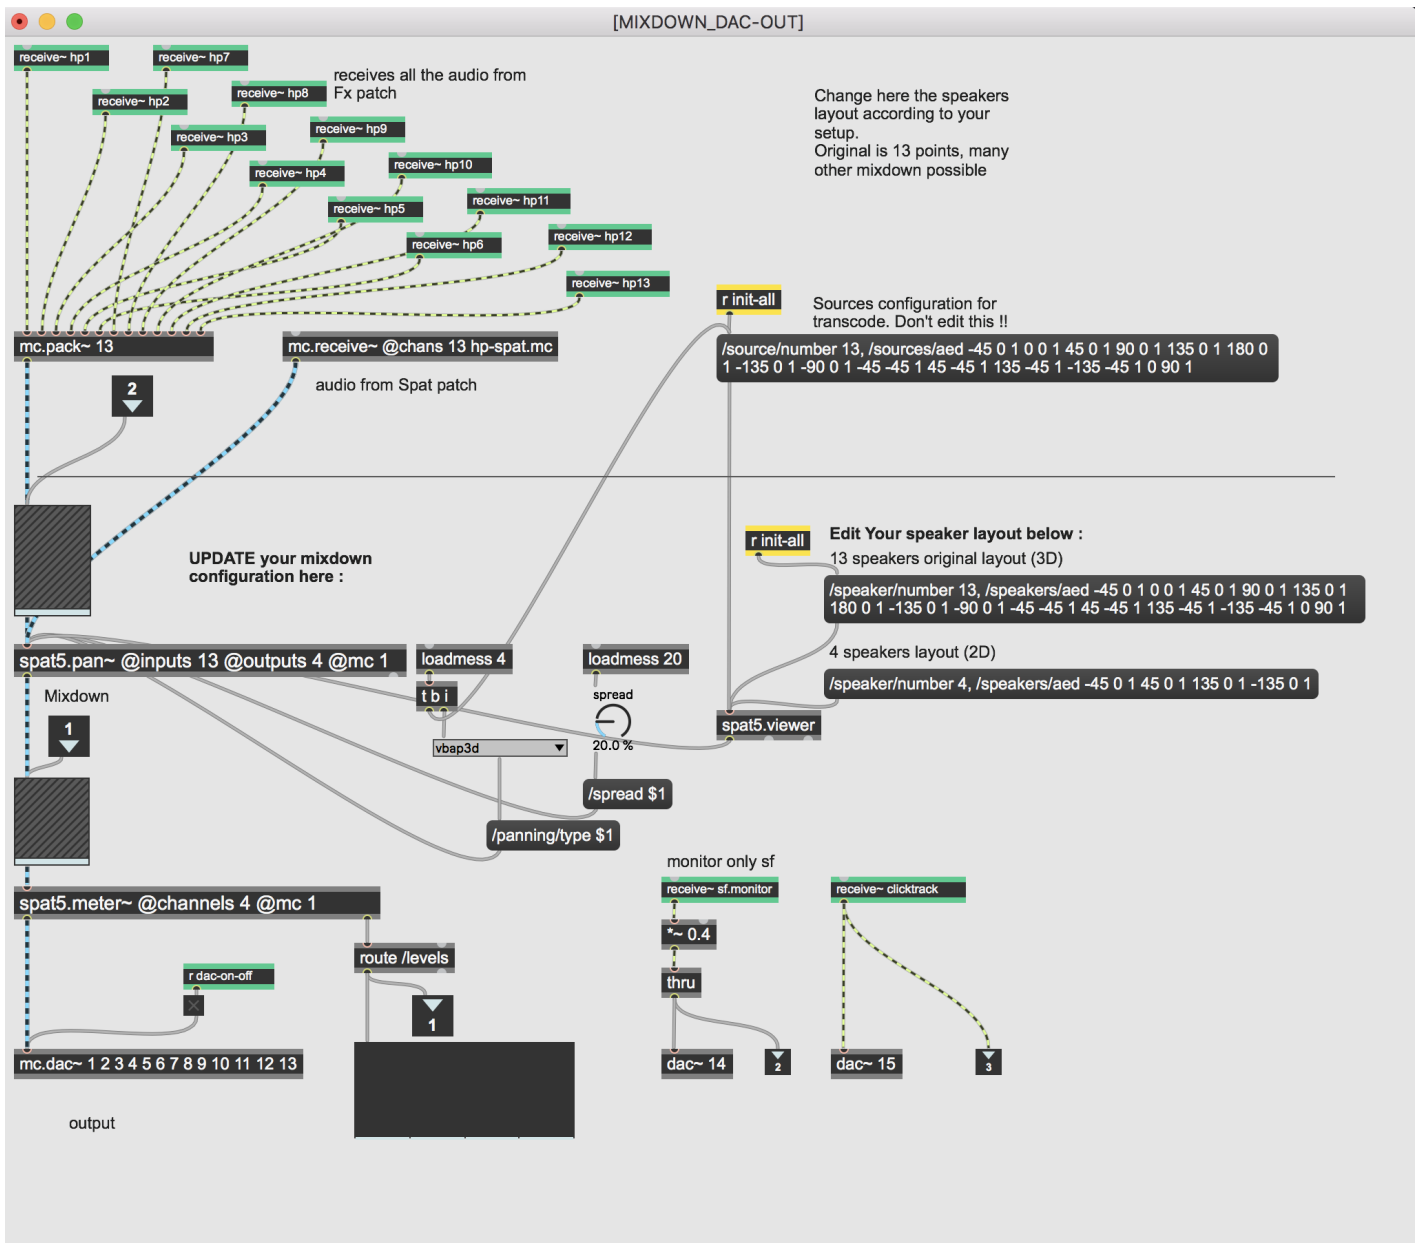 [MIXDOWN_DAC-OUT]
receive~ hp1
receive~ hp7
receives all the audio from
Fx patch
receive~ hp2
receive~ hp8
receive~ hp3
receive~ hp9
receive~ hp4
receive~ hp10
receive~ hp5
receive~ hp11
receive~ hp6
receive~ hp12
receive~ hp13
Change here the speakers
layout according to your
setup.
Original is 13 points, many
other mixdown possible
mc.pack~ 13
mc.receive~ @chans 13 hp-spat.mc
audio from Spat patch
2
r init-all
Sources configuration for
transcode. Don't edit this !!
/source/number 13, /sources/aed -45 0 1 0 0 1 45 0 1 90 0 1 135 0 1 180 0
1 -135 0 1 -90 0 1 -45 -45 1 45 -45 1 135 -45 1 -135 -45 1 0 90 1
UPDATE your mixdown
configuration here :
r init-all
Edit Your speaker layout below :
13 speakers original layout (3D)
/speaker/number 13, /speakers/aed -45 0 1 0 0 1 45 0 1 90 0 1 135 0 1
180 0 1 -135 0 1 -90 0 1 -45 -45 1 45 -45 1 135 -45 1 -135 -45 1 0 90 1
4 speakers layout (2D)
/speaker/number 4, /speakers/aed -45 0 1 45 0 1 135 0 1 -135 0 1
spat5.viewer
spat5.pan~ @inputs 13 @outputs 4 @mc 1
loadmess 4
loadmess 20
t b i
spread
20.0 %
vbap3d
/spread $1
/panning/type $1
Mixdown
1
spat5.meter~ @channels 4 @mc 1
route /levels
1
r dac-on-off
mc.dac~ 1 2 3 4 5 6 7 8 9 10 11 12 13
output
monitor only sf
receive~ sf.monitor
*~ 0.4
thru
dac~ 14
2
receive~ clicktrack
dac~ 15
3